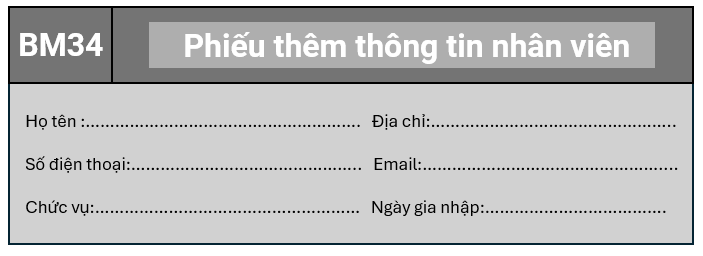 BM34 Phiếu thêm thông tin nhân viên
Họ tên :............................................................ Địa chỉ:......................................................
Số điện thoại:.................................................. Email:........................................................
Chức vụ:.......................................................... Ngày gia nhập:........................................